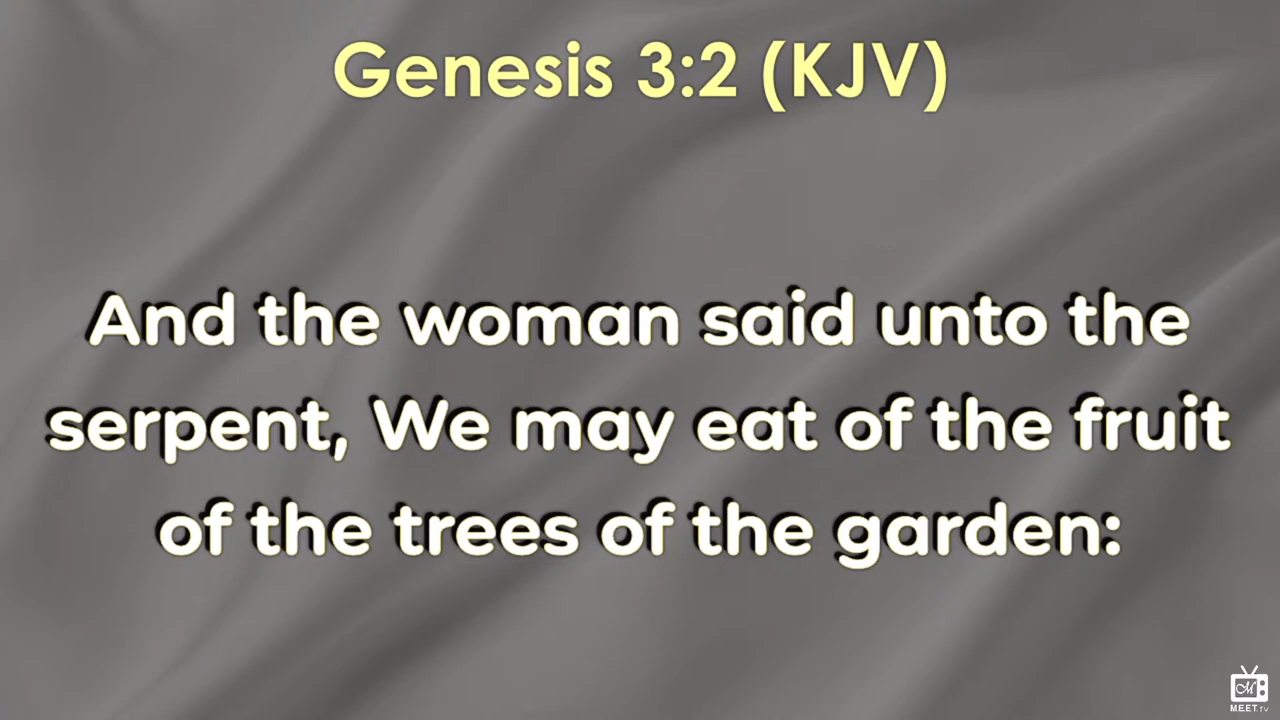 Genesis 3:2 (KJV)
And the woman said unto the
serpent, We may eat of the fruit
of the trees of the garden:
M
MEET.TV